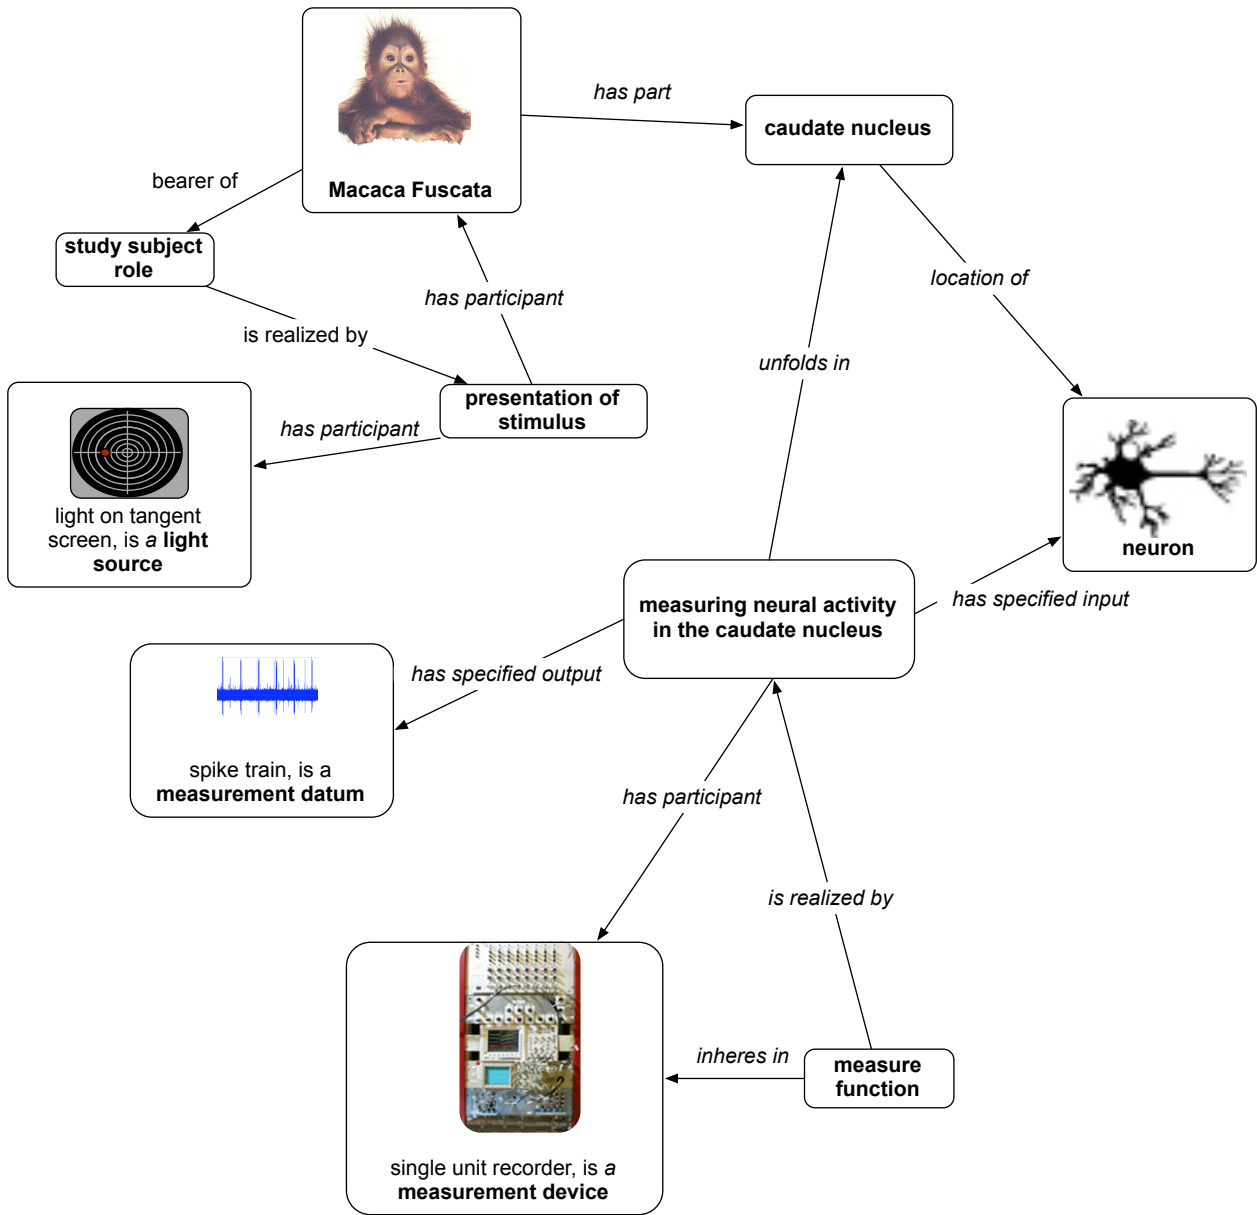 has part
caudate nucleus
Macaca Fuscata
bearer of
study subject
role
location of
has participant
is realized by
unfolds in
presentation of
stimulus
has participant
light on tangent
screen, is a light
source
neuron
measuring neural activity
in the caudate nucleus
has specified input
has specified output
spike train, is a
measurement datum
has participant
is realized by
inheres in
measure
function
single unit recorder, is a
measurement device